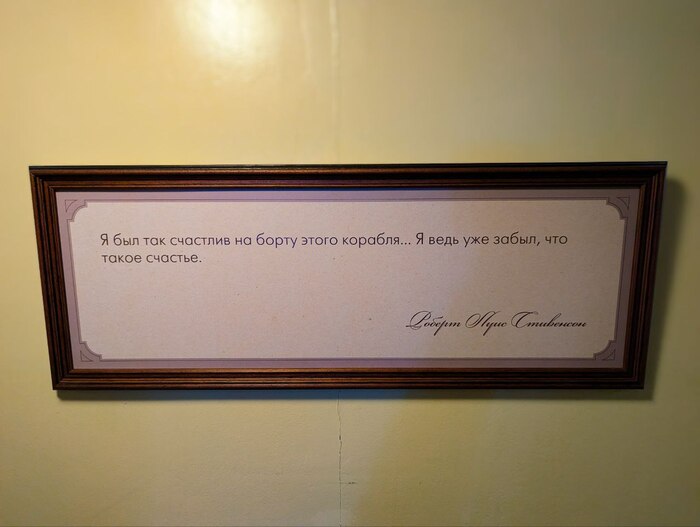 Я был так счастлив на борту этого корабля... Я ведь уже забыл, что
такое счастье.
Роберт Луис Стивенсон